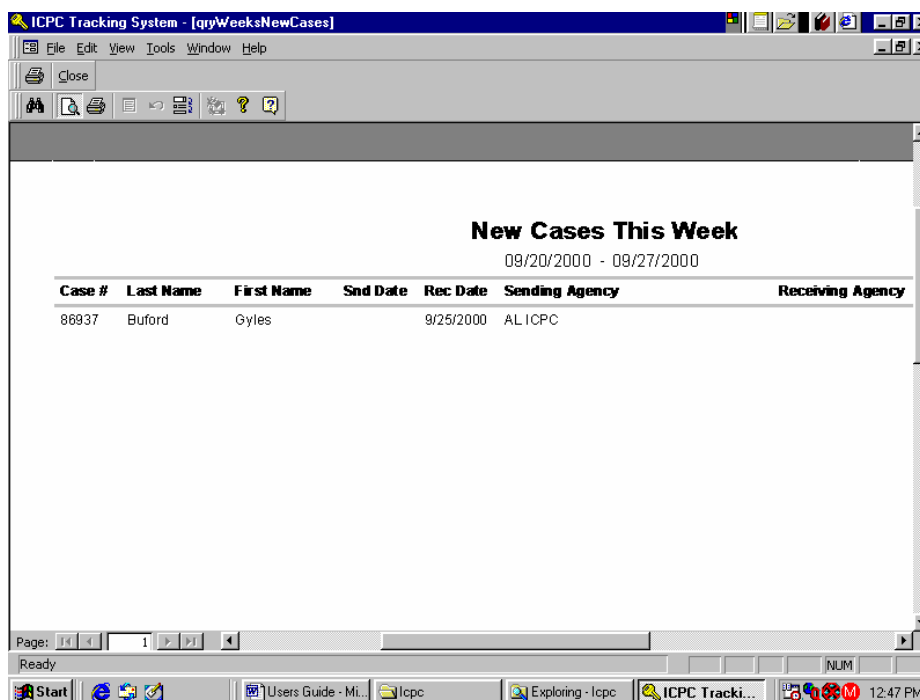 ICPC Tracking System - [qryWeeksNewCases]
File Edit View Tools Window Help
Close
New Cases This Week
09/20/2000 - 09/27/2000
Case # Last Name First Name Snd Date Rec Date Sending Agency Receiving Agency
86937 Buford Gyles 9/25/2000 AL ICPC
Page: 1
Ready NUM
Start Users Guide - Mi... Icpc Exploring - Icpc ICPC Tracki... M 12:47 PM